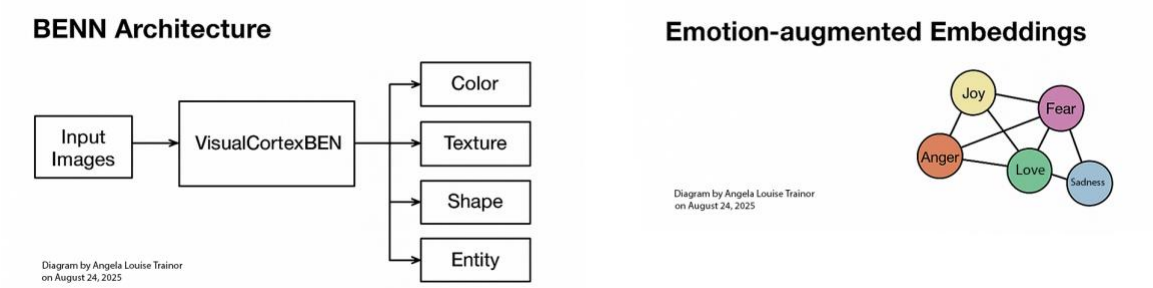 BENN Architecture
Input
Images
VisualCortexBEN
Color
Texture
Shape
Entity
Diagram by Angela Louise Trainor
on August 24, 2025
Emotion-augmented Embeddings
Joy
Fear
Anger
Love
Sadness
Diagram by Angela Louise Trainor
on August 24, 2025